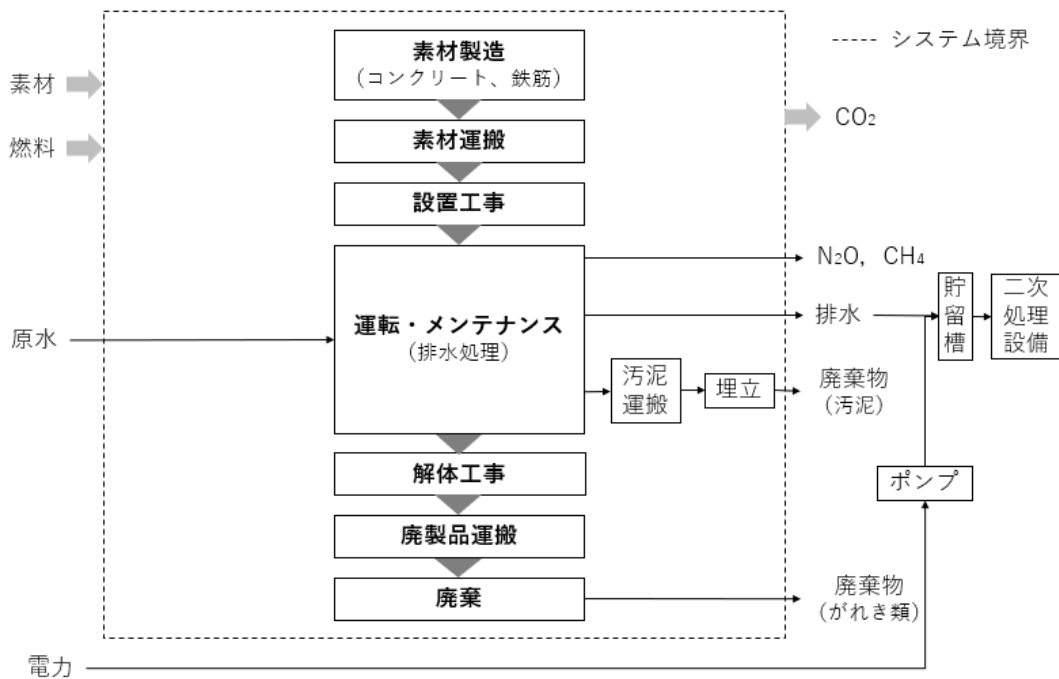 ----- システム境界
素材製造
（コンクリート、鉄筋）
素材
CO₂
燃料
素材運搬
設置工事
N₂O, CH₄
運転・メンテナンス
（排水処理）
原水
排水
貯
留
槽
二次
処理
設備
汚泥
運搬
埋立
廃棄物
（汚泥）
解体工事
ポンプ
廃製品運搬
廃棄
廃棄物
（がれき類）
電力